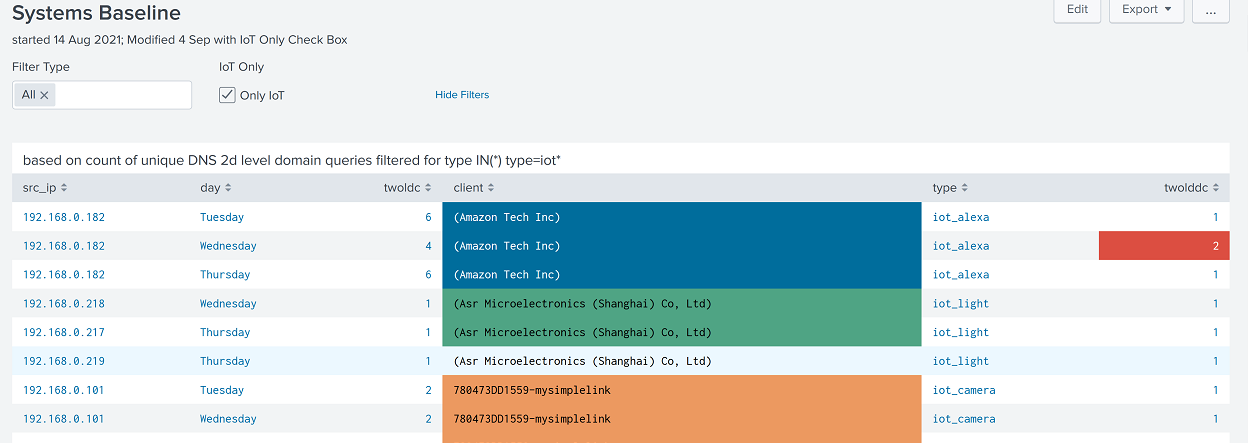 Systems Baseline
Edit
Export
...
started 14 Aug 2021; Modified 4 Sep with IoT Only Check Box
Filter Type
IoT Only
All ×
Only IoT
Hide Filters
based on count of unique DNS 2d level domain queries filtered for type IN(*) type=iot*
src_ip day twoldc client type twolddc
192.168.0.182 Tuesday 6 (Amazon Tech Inc) iot_alexa 1
192.168.0.182 Wednesday 4 (Amazon Tech Inc) iot_alexa 2
192.168.0.182 Thursday 6 (Amazon Tech Inc) iot_alexa 1
192.168.0.218 Wednesday 1 (Asr Microelectronics (Shanghai) Co, Ltd) iot_light 1
192.168.0.217 Thursday 1 (Asr Microelectronics (Shanghai) Co, Ltd) iot_light 1
192.168.0.219 Thursday 1 (Asr Microelectronics (Shanghai) Co, Ltd) iot_light 1
192.168.0.101 Tuesday 2 780473DD1559-mysimplelink iot_camera 1
192.168.0.101 Wednesday 2 780473DD1559-mysimplelink iot_camera 1